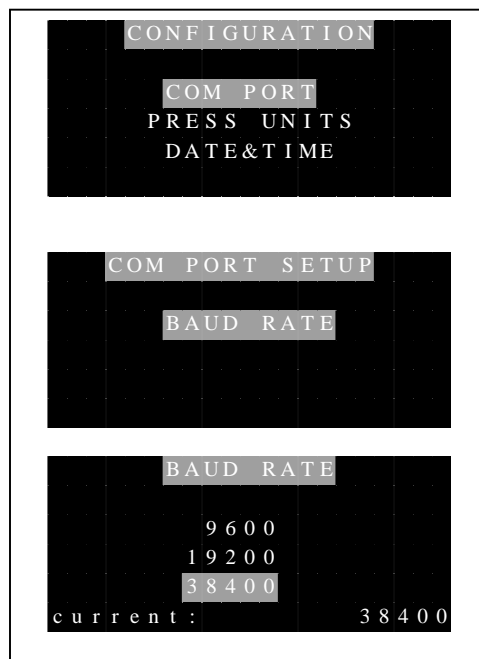 CONFIGURATION
COM PORT
PRESS UNITS
DATE&TIME
COM PORT SETUP
BAUD RATE
BAUD RATE
9600
19200
38400
current: 38400